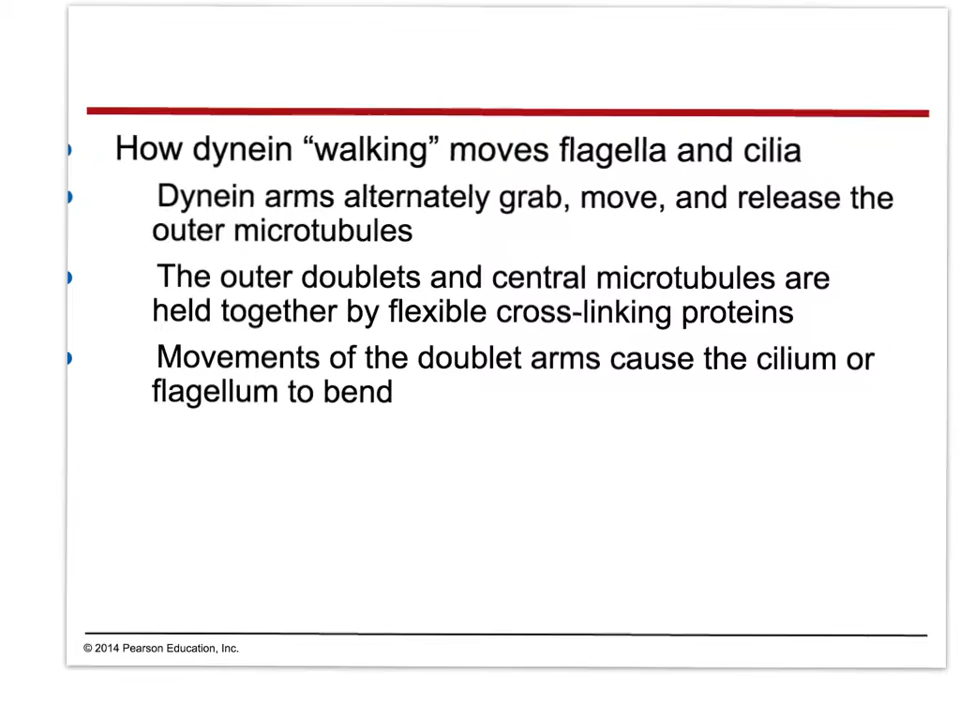 How dynein “walking” moves flagella and cilia
Dynein arms alternately grab, move, and release the
outer microtubules
The outer doublets and central microtubules are
held together by flexible cross-linking proteins
Movements of the doublet arms cause the cilium or
flagellum to bend
© 2014 Pearson Education, Inc.